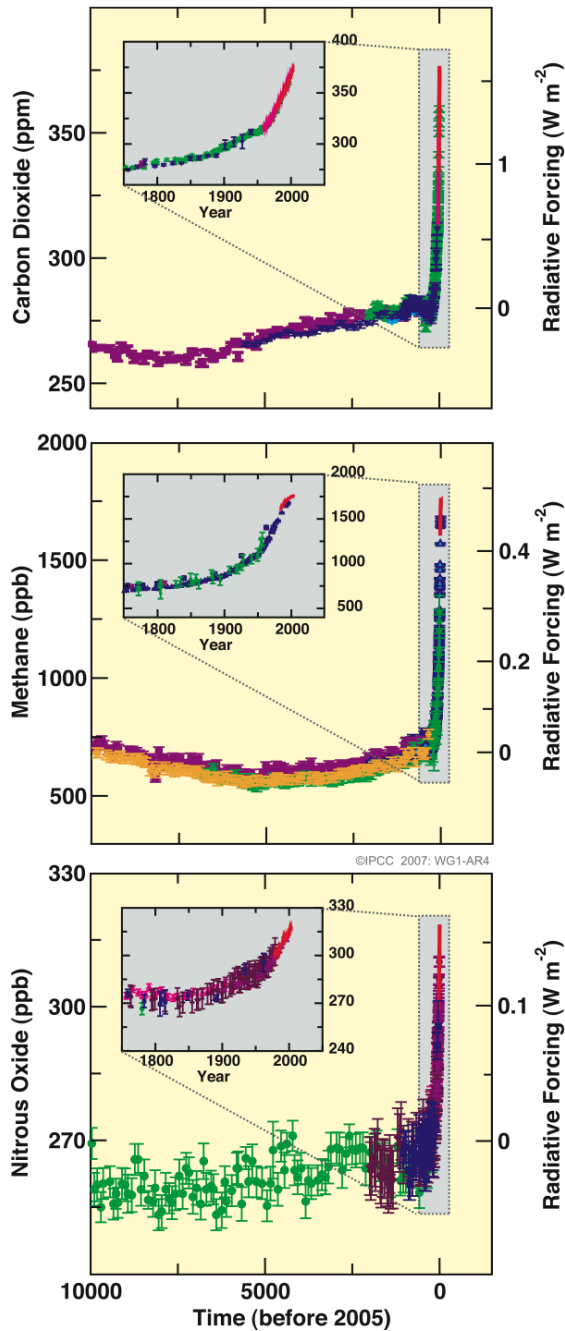 400
350
300
250
Carbon Dioxide (ppm)
300
1800 1900 2000
Year
1
0
Radiative Forcing (W m-2)
2000
1500
1000
500
Methane (ppb)
2000
1500
1000
500
1800 1900 2000
Year
0.4
0.2
0
Radiative Forcing (W m-2)
©IPCC 2007: WG1-AR4
330
300
270
Nitrous Oxide (ppb)
330
300
270
240
1800 1900 2000
Year
0.1
0
Radiative Forcing (W m-2)
10000 5000 0
Time (before 2005)